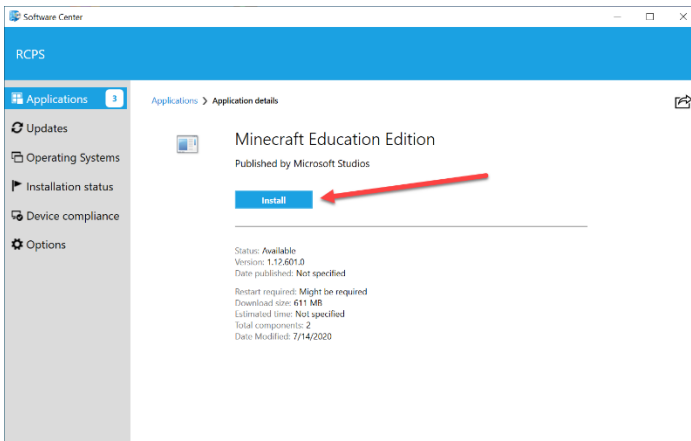 Software Center
RCPS
Applications 3
Updates
Operating Systems
Installation status
Device compliance
Options
Applications > Application details
Minecraft Education Edition
Published by Microsoft Studios
Install
Status: Available
Version: 1.12.601.0
Date published: Not specified
Restart required: Might be required
Download size: 611 MB
Estimated time: Not specified
Total components: 2
Date Modified: 7/14/2020